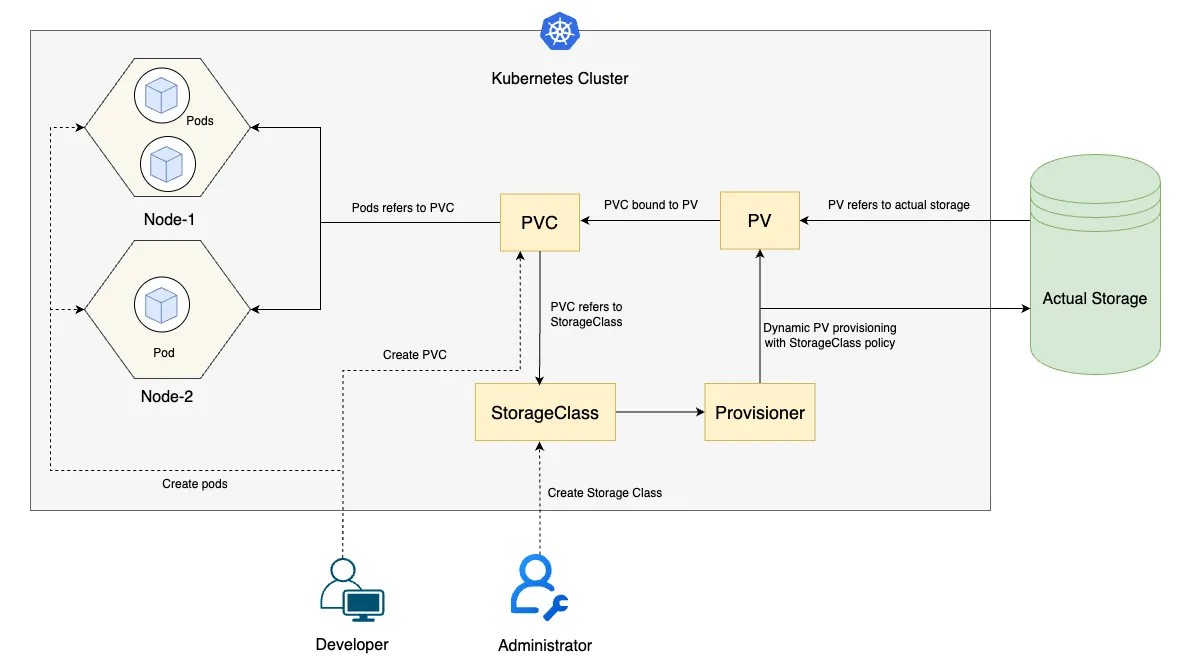 Kubernetes Cluster
Pods
Node-1
Pods refers to PVC
PVC
PVC bound to PV
PV
PV refers to actual storage
Actual Storage
PVC refers to
StorageClass
Dynamic PV provisioning
with StorageClass policy
Pod
Node-2
Create PVC
StorageClass
Provisioner
Create pods
Create Storage Class
Developer
Administrator